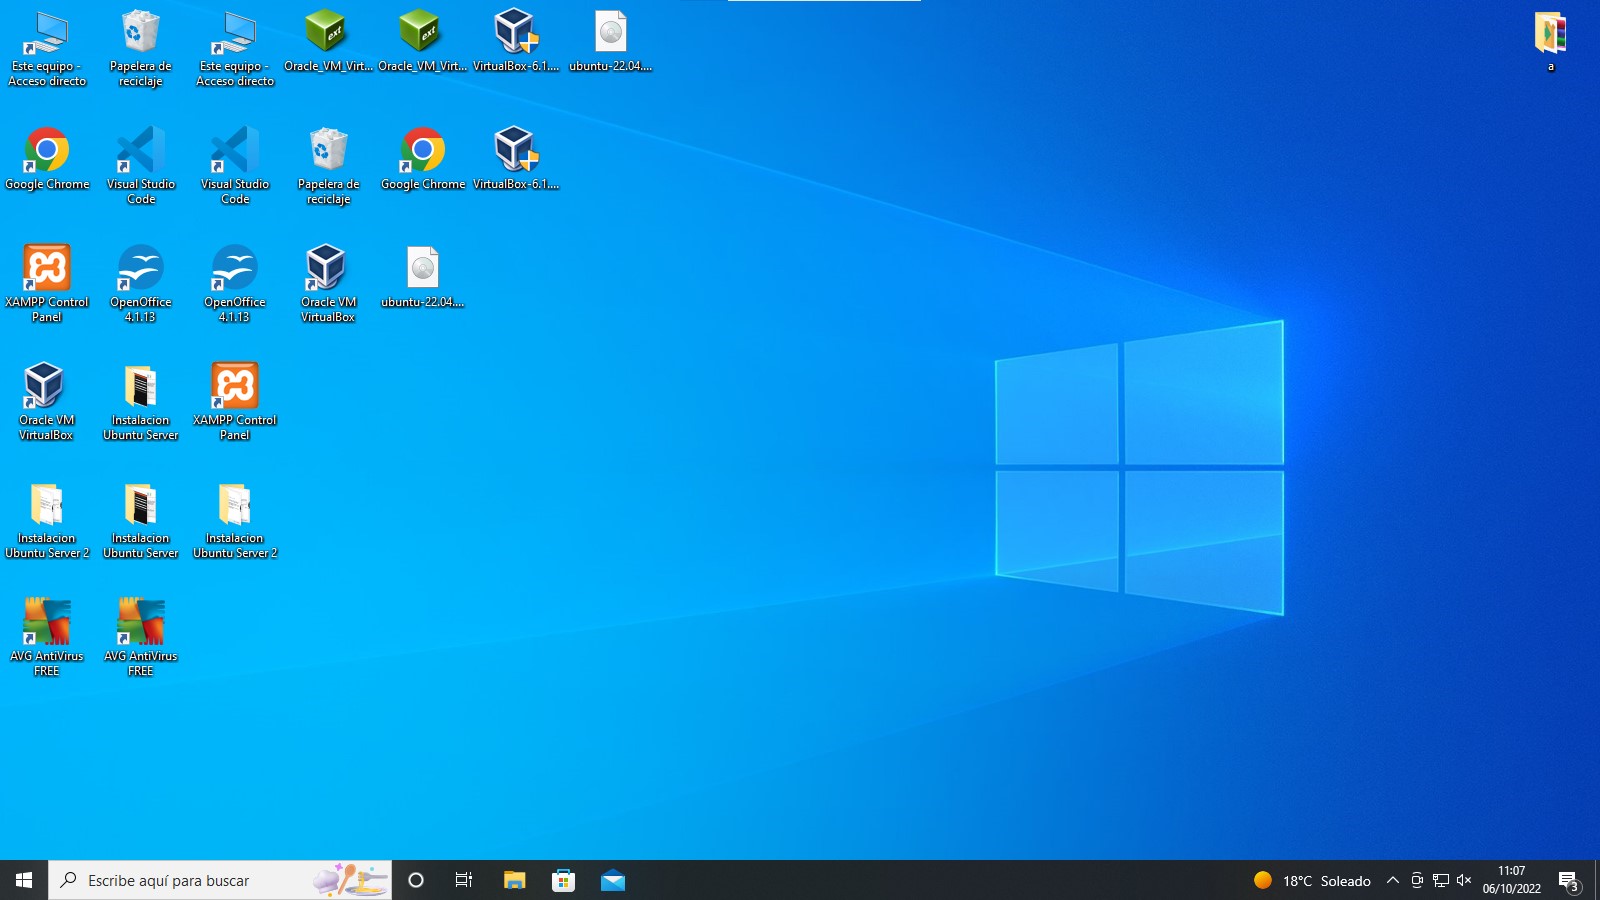 Este equipo -
Acceso directo
Papelera de
reciclaje
Este equipo -
Acceso directo
Oracle_VM_Virt...
Oracle_VM_Virt...
VirtualBox-6.1....
ubuntu-22.04....
a
Google Chrome
Visual Studio
Code
Visual Studio
Code
Papelera de
reciclaje
Google Chrome
VirtualBox-6.1....
XAMPP Control
Panel
OpenOffice
4.1.13
OpenOffice
4.1.13
Oracle VM
VirtualBox
ubuntu-22.04....
Oracle VM
VirtualBox
Instalacion
Ubuntu Server
XAMPP Control
Panel
Instalacion
Ubuntu Server 2
Instalacion
Ubuntu Server
Instalacion
Ubuntu Server 2
AVG AntiVirus
FREE
AVG AntiVirus
FREE
Escribe aquí para buscar
18°C Soleado
11:07
06/10/2022
3